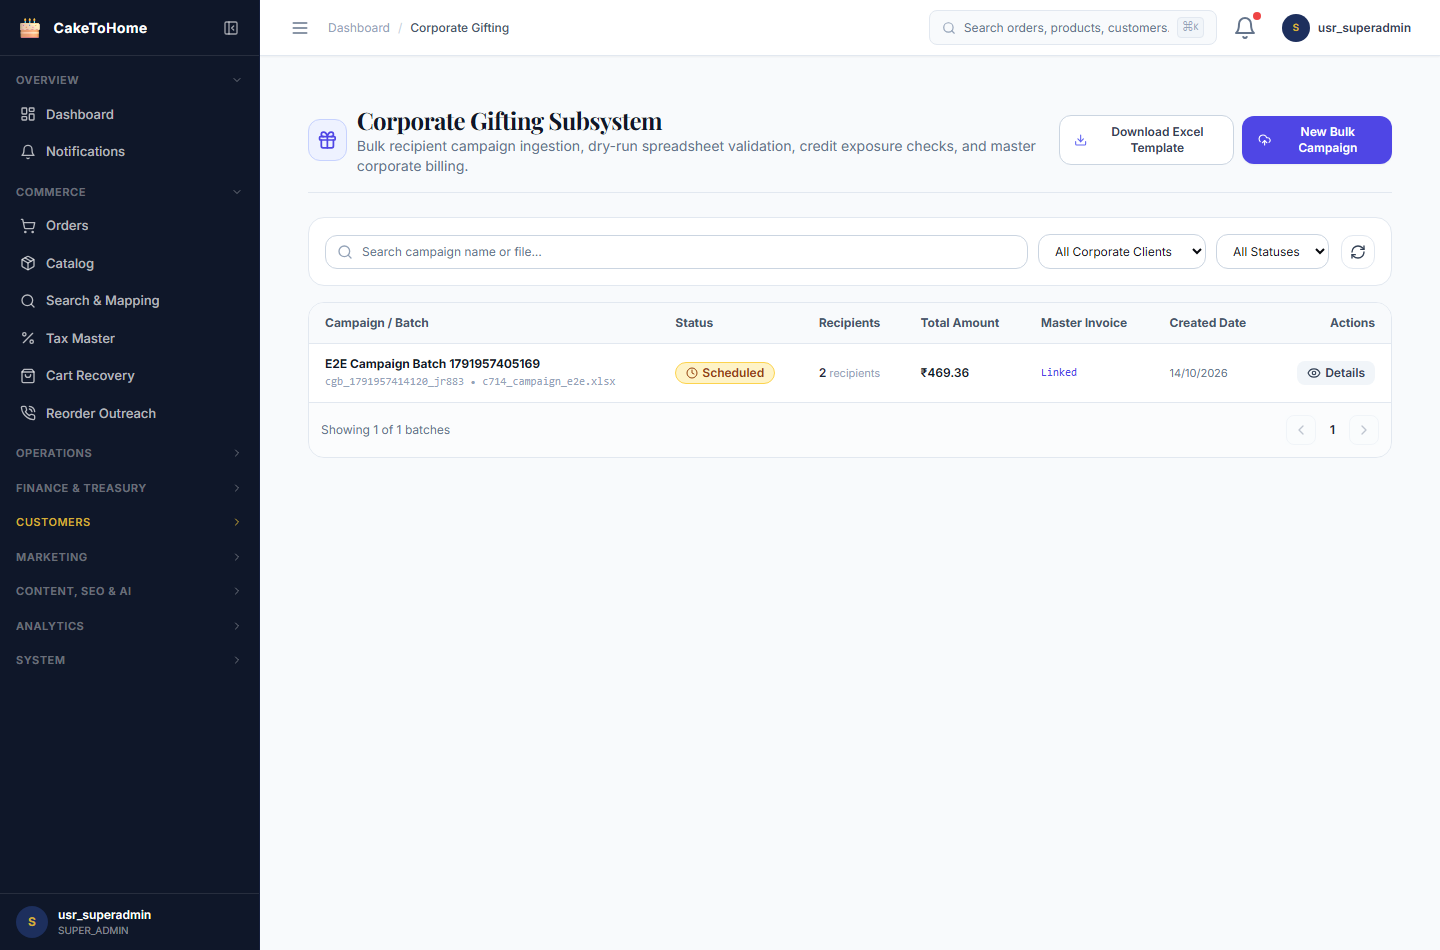 CakeToHome
OVERVIEW
Dashboard
Notifications
COMMERCE
Orders
Catalog
Search & Mapping
Tax Master
Cart Recovery
Reorder Outreach
OPERATIONS
FINANCE & TREASURY
CUSTOMERS
MARKETING
CONTENT, SEO & AI
ANALYTICS
SYSTEM
S
usr_superadmin
SUPER_ADMIN
Dashboard / Corporate Gifting
Search orders, products, customers. ⌘K
S
usr_superadmin
Corporate Gifting Subsystem
Bulk recipient campaign ingestion, dry-run spreadsheet validation, credit exposure checks, and master
corporate billing.
Download Excel
Template
New Bulk
Campaign
Search campaign name or file...
All Corporate Clients
All Statuses
Campaign / Batch Status Recipients Total Amount Master Invoice Created Date Actions
E2E Campaign Batch 1791957405169
cgb_1791957414120_jr883 • c714_campaign_e2e.xlsx
Scheduled
2 recipients
₹469.36
Linked
14/10/2026
Details
Showing 1 of 1 batches
1